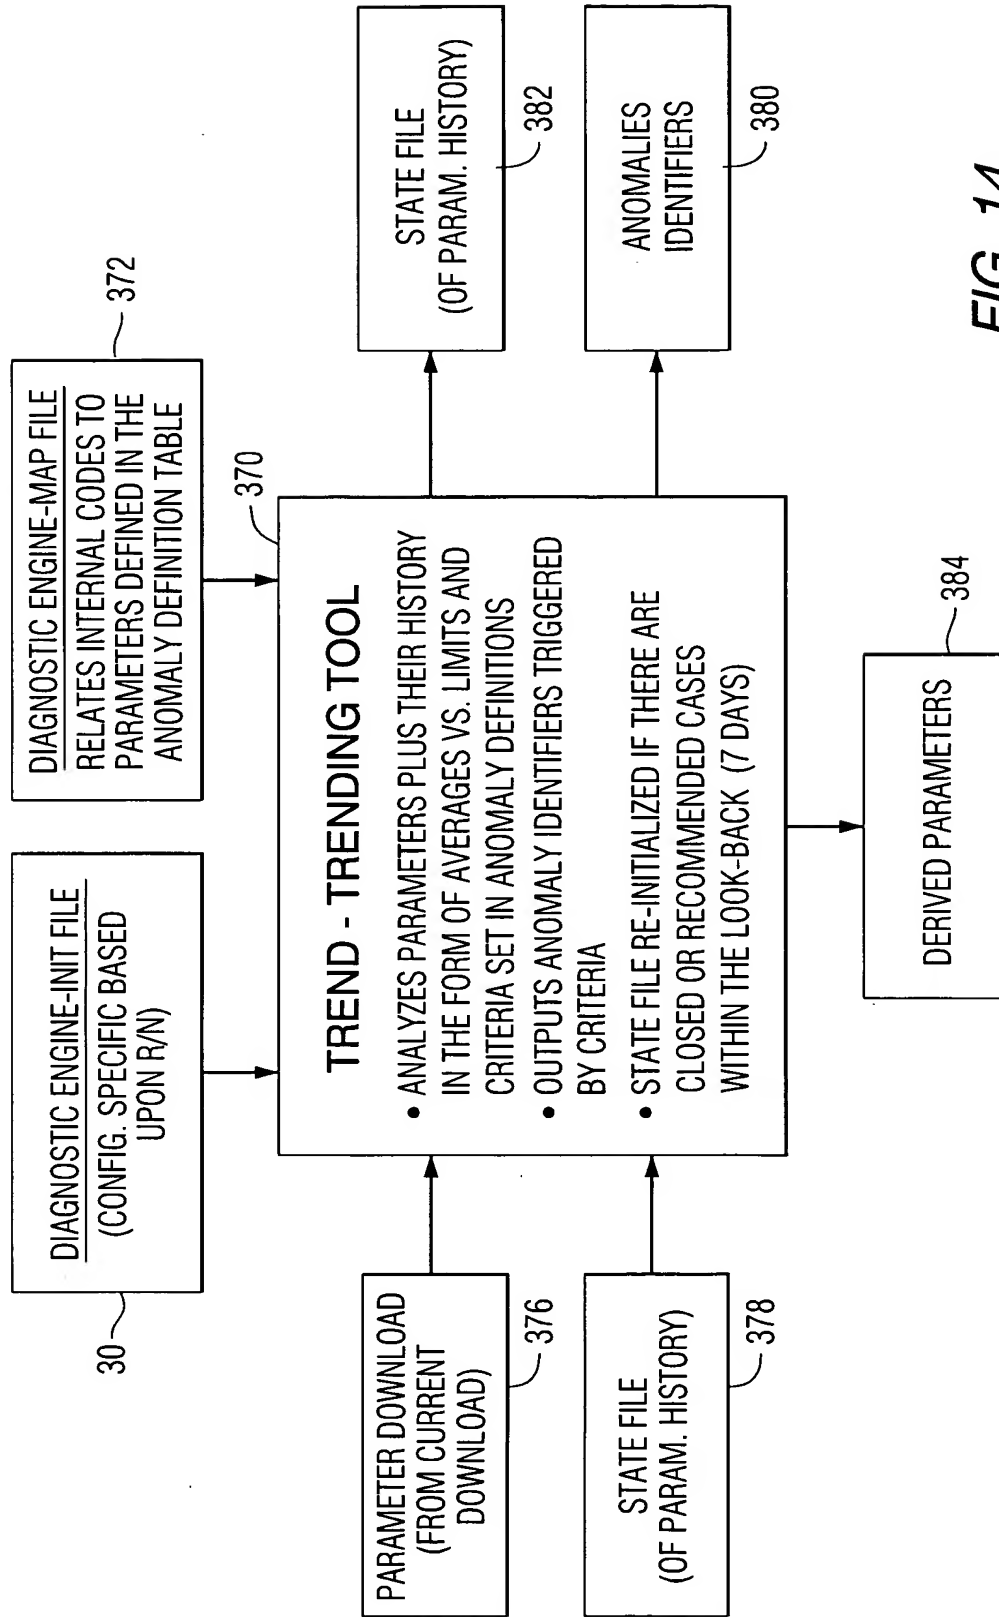 30
DIAGNOSTIC ENGINE-INIT FILE
(CONFIG. SPECIFIC BASED
UPON R/N)
372
DIAGNOSTIC ENGINE-MAP FILE
RELATES INTERNAL CODES TO
PARAMETERS DEFINED IN THE
ANOMALY DEFINITION TABLE
370
PARAMETER DOWNLOAD
(FROM CURRENT
DOWNLOAD)
376
STATE FILE
(OF PARAM. HISTORY)
378
TREND - TRENDING TOOL
• ANALYZES PARAMETERS PLUS THEIR HISTORY
IN THE FORM OF AVERAGES VS. LIMITS AND
CRITERIA SET IN ANOMALY DEFINITIONS
• OUTPUTS ANOMALY IDENTIFIERS TRIGGERED
BY CRITERIA
• STATE FILE RE-INITIALIZED IF THERE ARE
CLOSED OR RECOMMENDED CASES
WITHIN THE LOOK-BACK (7 DAYS)
STATE FILE
(OF PARAM. HISTORY)
382
ANOMALIES
IDENTIFIERS
380
DERIVED PARAMETERS
384
FIG. 14